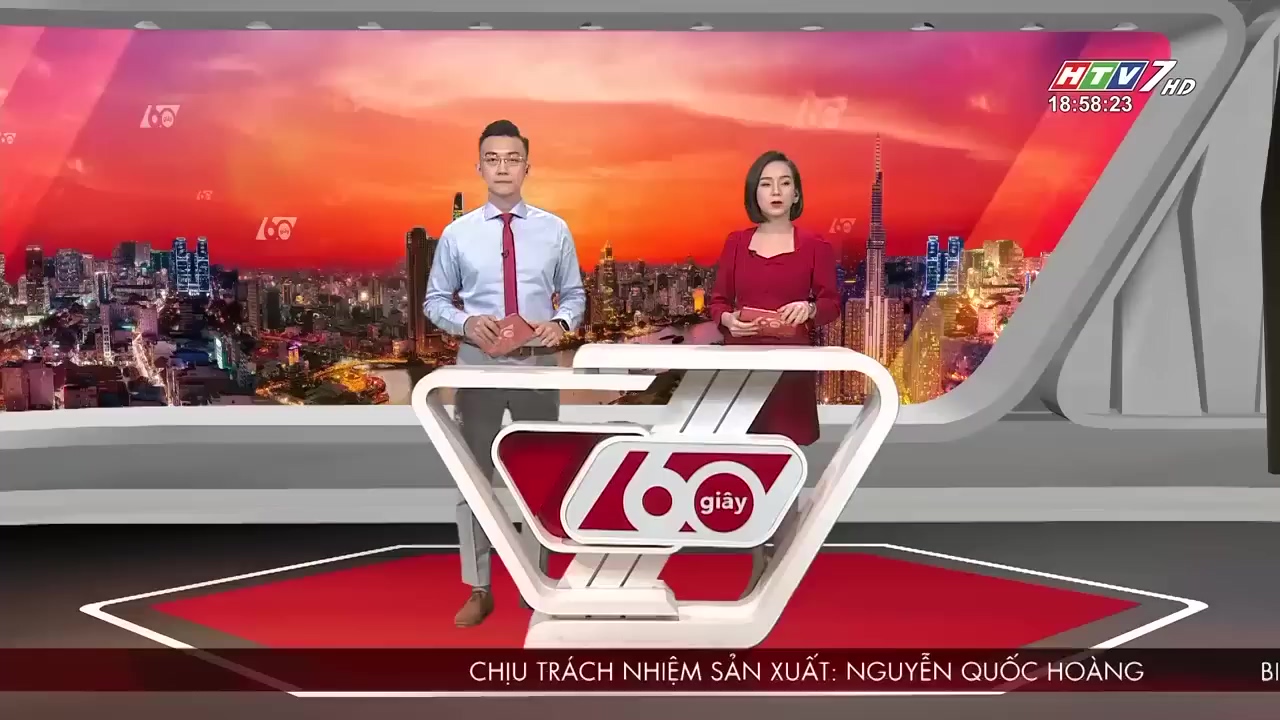 HTV7 HD
18:58:23
60 giây
CHỊU TRÁCH NHIỆM SẢN XUẤT: NGUYỄN QUỐC HOÀNG